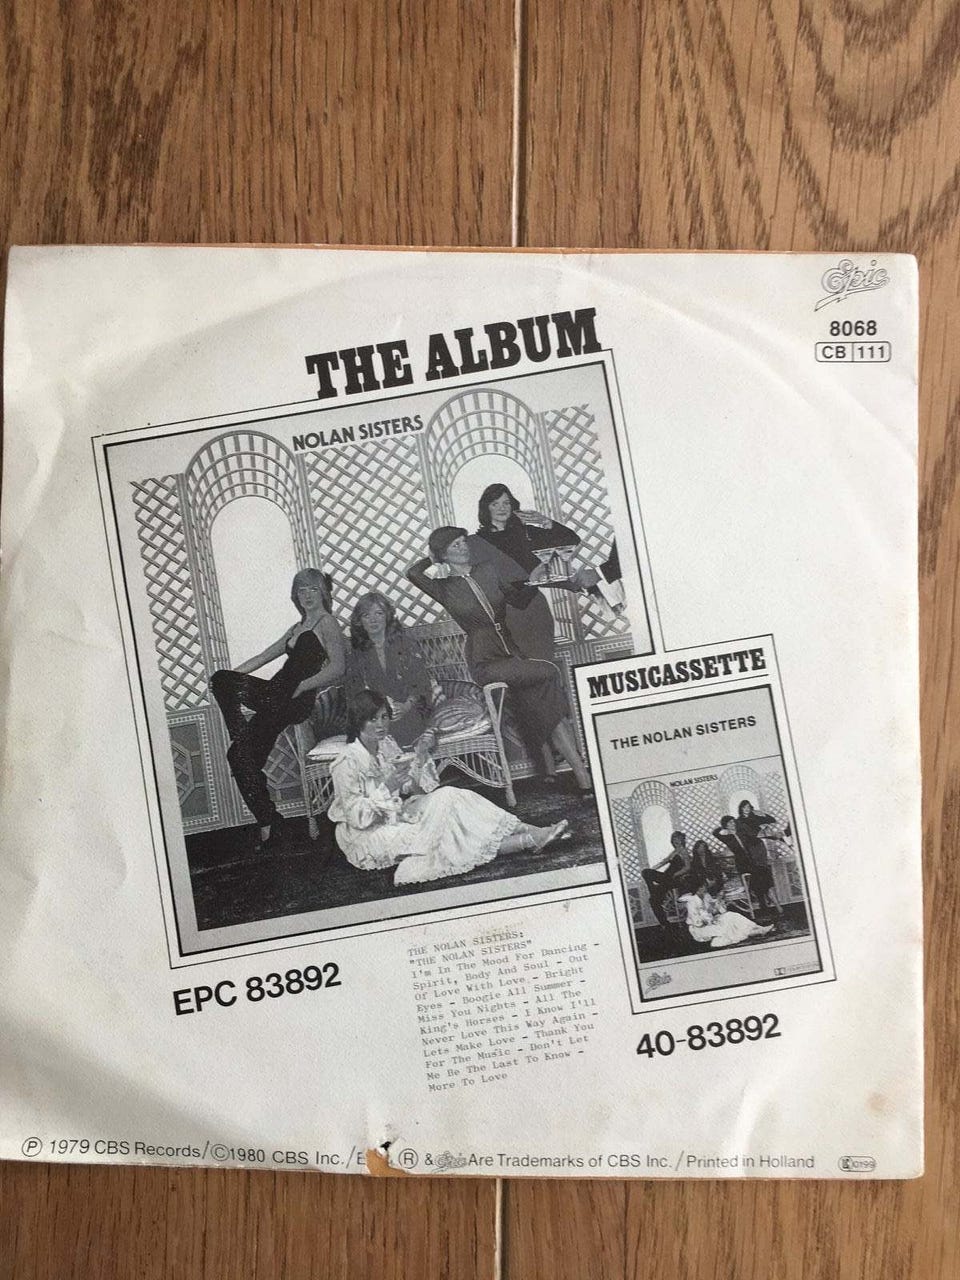 Epic
8068
CB 111
THE ALBUM
NOLAN SISTERS
MUSICASSETTE
THE NOLAN SISTERS
NOLAN SISTERS
Epic
EPC 83892
THE NOLAN SISTERS:
"THE NOLAN SISTERS"
I'm In The Mood For Dancing -
Spirit, Body And Soul - Out
Of Love With Love - Bright
Eyes - Boogie All Summer -
Miss You Nights - All The
King's Horses - I Know I'll
Never Love This Way Again -
Lets Make Love - Thank You
For The Music - Don't Let
Me Be The Last To Know -
More To Love
40-83892
Ⓟ 1979 CBS Records/©1980 CBS Inc./ ® & Epic Are Trademarks of CBS Inc./Printed in Holland
0199